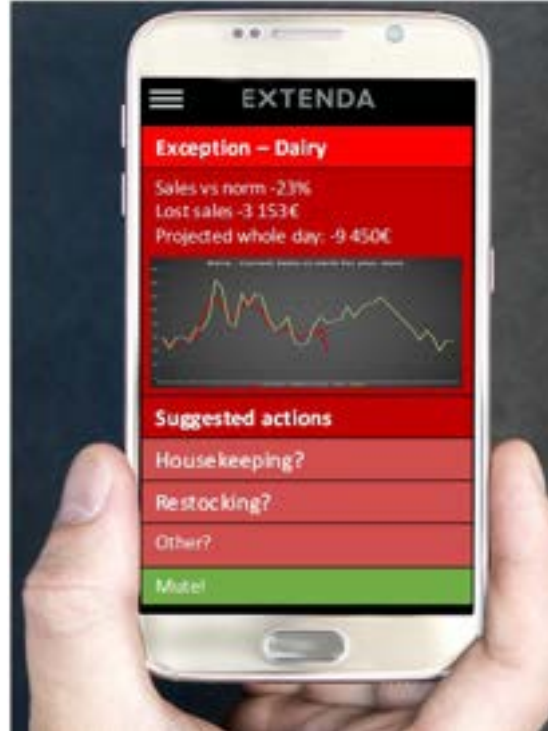 EXTENDA
Exception – Dairy
Sales vs norm -23%
Lost sales -3 153€
Projected whole day: -9 450€
Suggested actions
Housekeeping?
Restocking?
Other?
Mute!